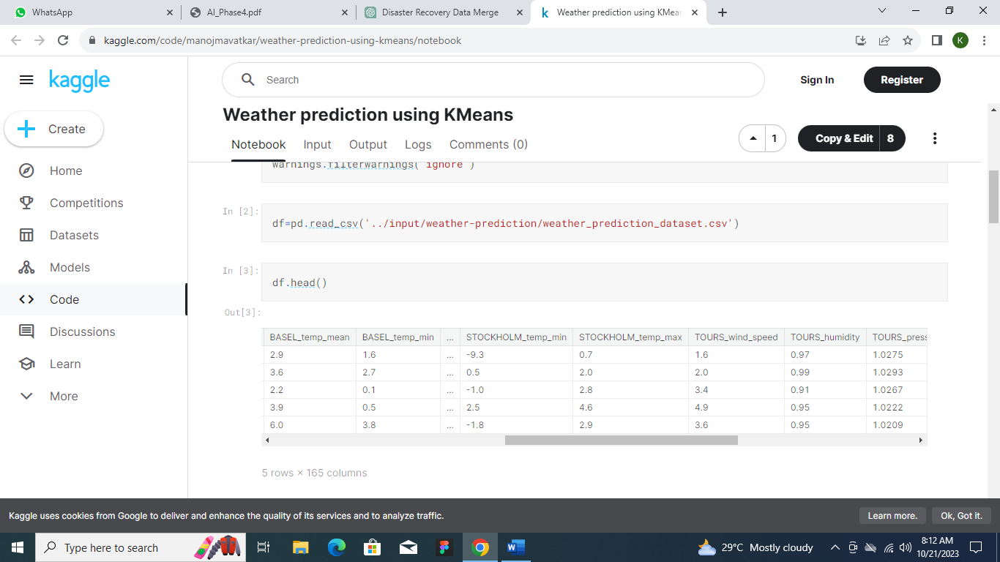 WhatsApp
AI_Phase4.pdf
Disaster Recovery Data Merge
Weather prediction using KMean
kaggle.com/code/manojmavatkar/weather-prediction-using-kmeans/notebook
K
kaggle
Search
Sign In
Register
Weather prediction using KMeans
Create
Notebook Input Output Logs Comments (0)
1
Copy & Edit 8
Home
Competitions
Datasets
Models
Code
Discussions
Learn
More
warnings.filterwarnings('ignore')
In [2]:
df=pd.read_csv('../input/weather-prediction/weather_prediction_dataset.csv')
In [3]:
df.head()
Out[3]:
BASEL_temp_mean BASEL_temp_min ... STOCKHOLM_temp_min STOCKHOLM_temp_max TOURS_wind_speed TOURS_humidity TOURS_press
2.9 1.6 ... -9.3 0.7 1.6 0.97 1.0275
3.6 2.7 ... 0.5 2.0 2.0 0.99 1.0293
2.2 0.1 ... -1.0 2.8 3.4 0.91 1.0267
3.9 0.5 ... 2.5 4.6 4.9 0.95 1.0222
6.0 3.8 ... -1.8 2.9 3.6 0.95 1.0209
5 rows × 165 columns
Kaggle uses cookies from Google to deliver and enhance the quality of its services and to analyze traffic.
Learn more.
Ok, Got it.
Type here to search
29°C Mostly cloudy
8:12 AM
10/21/2023